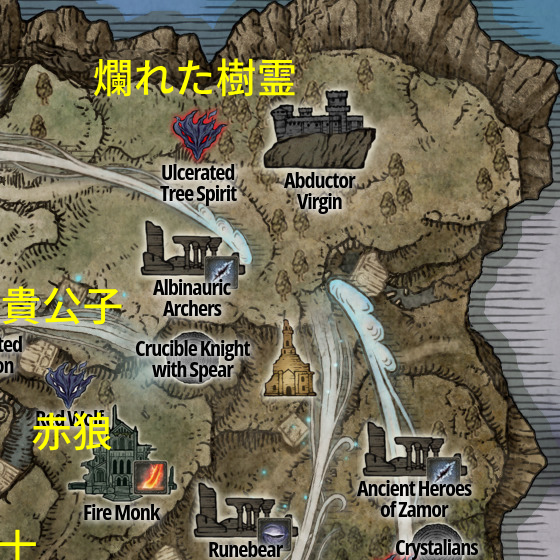 爛れた樹霊
Ulcerated
Tree Spirit
Abductor
Virgin
Albinauric
Archers
貴公子
Crucible Knight
with Spear
赤狼
Fire Monk
Ancient Heroes
of Zamor
Runebear
Crystalians